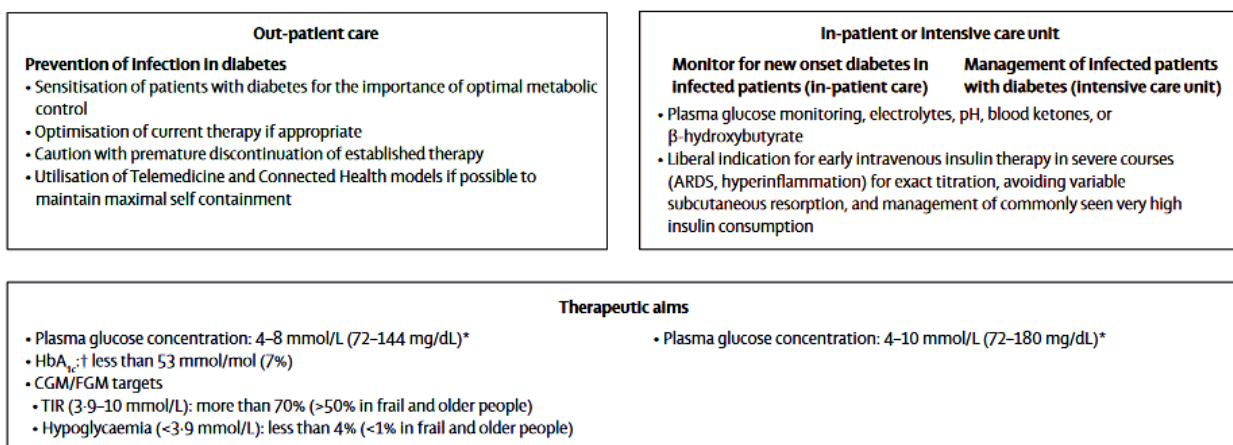 Out-patient care
Prevention of infection in diabetes
• Sensitisation of patients with diabetes for the importance of optimal metabolic
control
• Optimisation of current therapy if appropriate
• Caution with premature discontinuation of established therapy
• Utilisation of Telemedicine and Connected Health models if possible to
maintain maximal self containment
In-patient or intensive care unit
Monitor for new onset diabetes in
infected patients (in-patient care)
Management of infected patients
with diabetes (intensive care unit)
• Plasma glucose monitoring, electrolytes, pH, blood ketones, or
β-hydroxybutyrate
• Liberal indication for early intravenous insulin therapy in severe courses
(ARDS, hyperinflammation) for exact titration, avoiding variable
subcutaneous resorption, and management of commonly seen very high
insulin consumption
Therapeutic aims
• Plasma glucose concentration: 4–8 mmol/L (72–144 mg/dL)*
• HbA1c:† less than 53 mmol/mol (7%)
• CGM/FGM targets
• TIR (3·9–10 mmol/L): more than 70% (>50% in frail and older people)
• Hypoglycaemia (<3·9 mmol/L): less than 4% (<1% in frail and older people)
• Plasma glucose concentration: 4–10 mmol/L (72–180 mg/dL)*